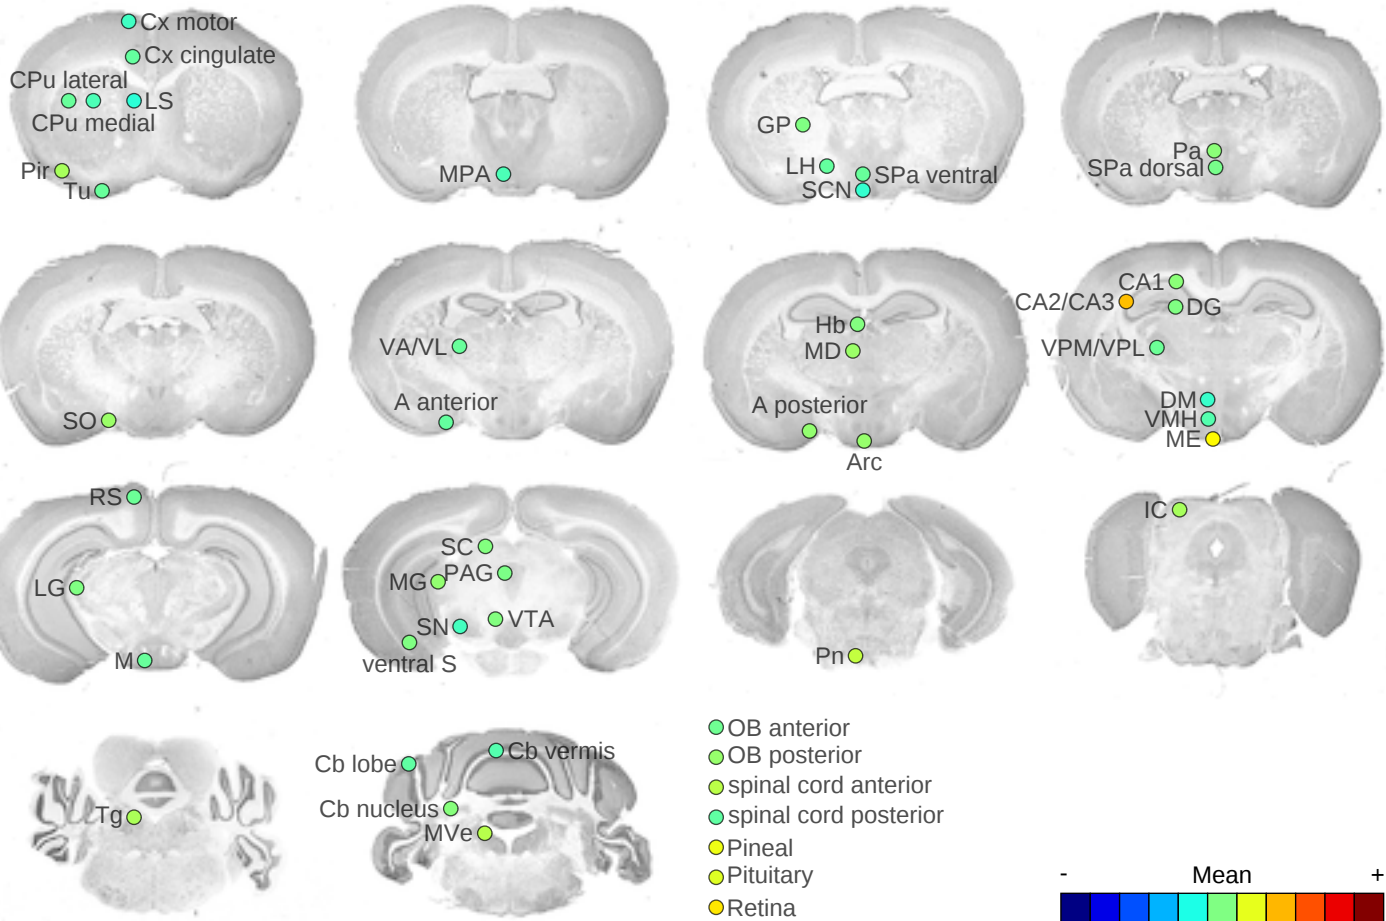 Cx motor
Cx cingulate
CPu lateral
LS
CPu medial
Pir
Tu
MPA
GP
LH
SPa ventral
SCN
Pa
SPa dorsal
SO
VA/VL
A anterior
Hb
MD
A posterior
Arc
CA1
CA2/CA3
DG
VPM/VPL
DM
VMH
ME
RS
LG
M
SC
MG
PAG
SN
VTA
ventral S
Pn
IC
Tg
Cb lobe
Cb vermis
Cb nucleus
MVe
OB anterior
OB posterior
spinal cord anterior
spinal cord posterior
Pineal
Pituitary
Retina
- Mean +